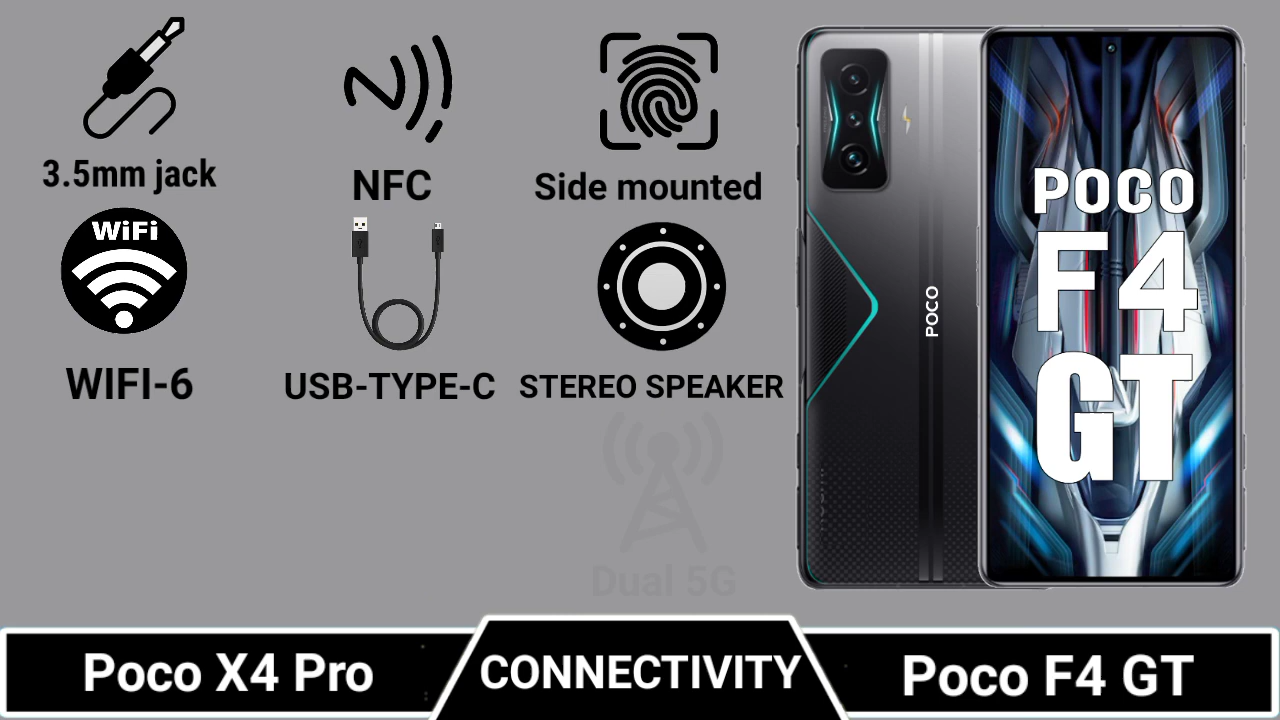 3.5mm jack
NFC
Side mounted
WiFi
WIFI-6
USB-TYPE-C
STEREO SPEAKER
Dual 5G
POCO
POCO
F4
GT
Poco X4 Pro
CONNECTIVITY
Poco F4 GT